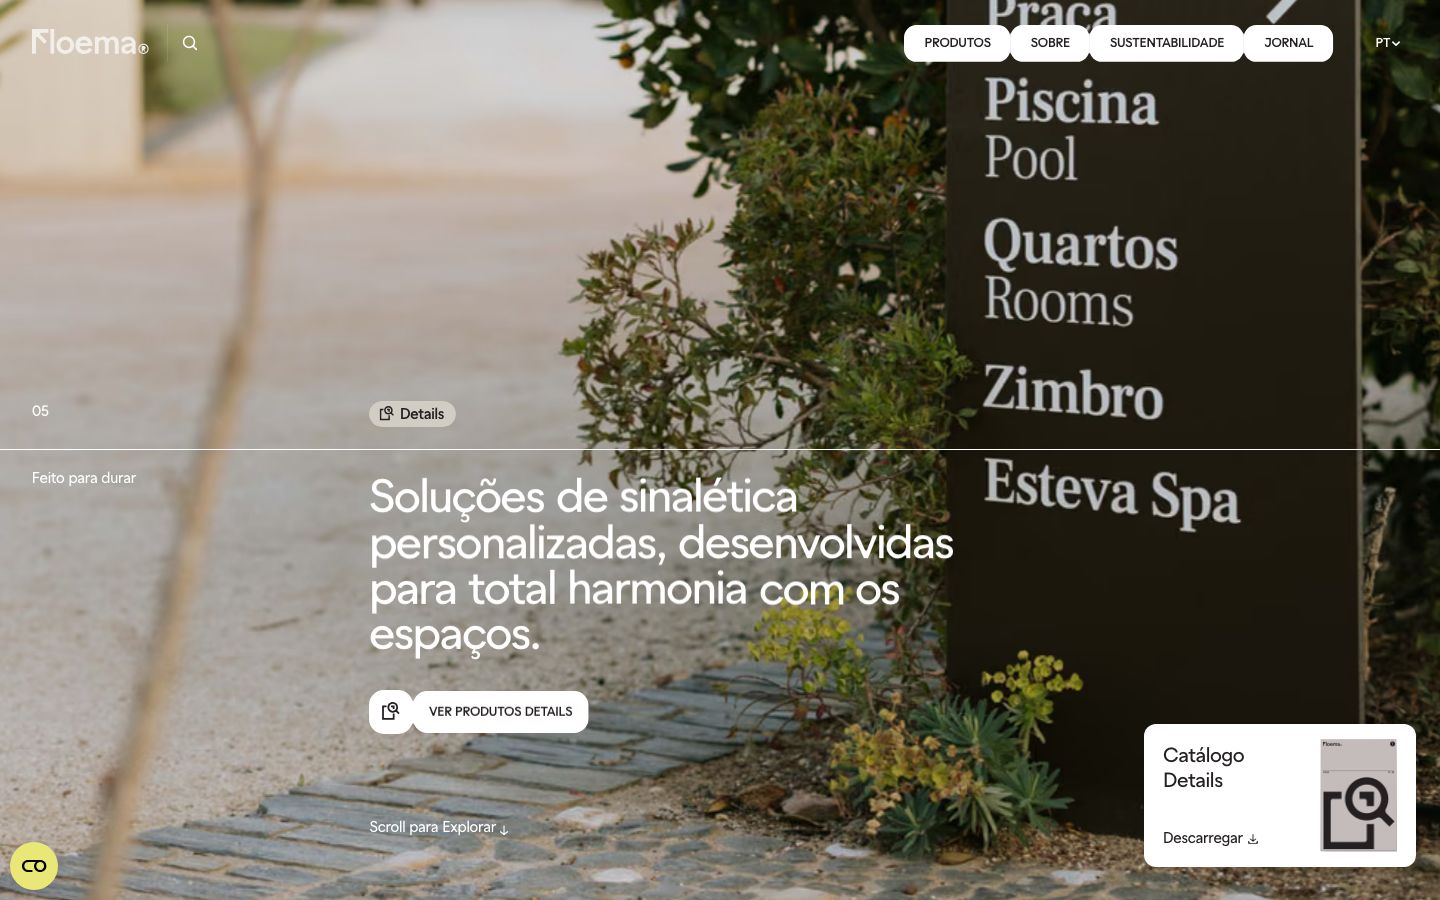 Floema®
PRODUTOS
SOBRE
SUSTENTABILIDADE
JORNAL
PT
Praça
Piscina
Pool
Quartos
Rooms
Zimbro
Esteva Spa
05
Details
Feito para durar
Soluções de sinalética
personalizadas, desenvolvidas
para total harmonia com os
espaços.
VER PRODUTOS DETAILS
Scroll para Explorar
Catálogo
Details
Descarregar
Floema